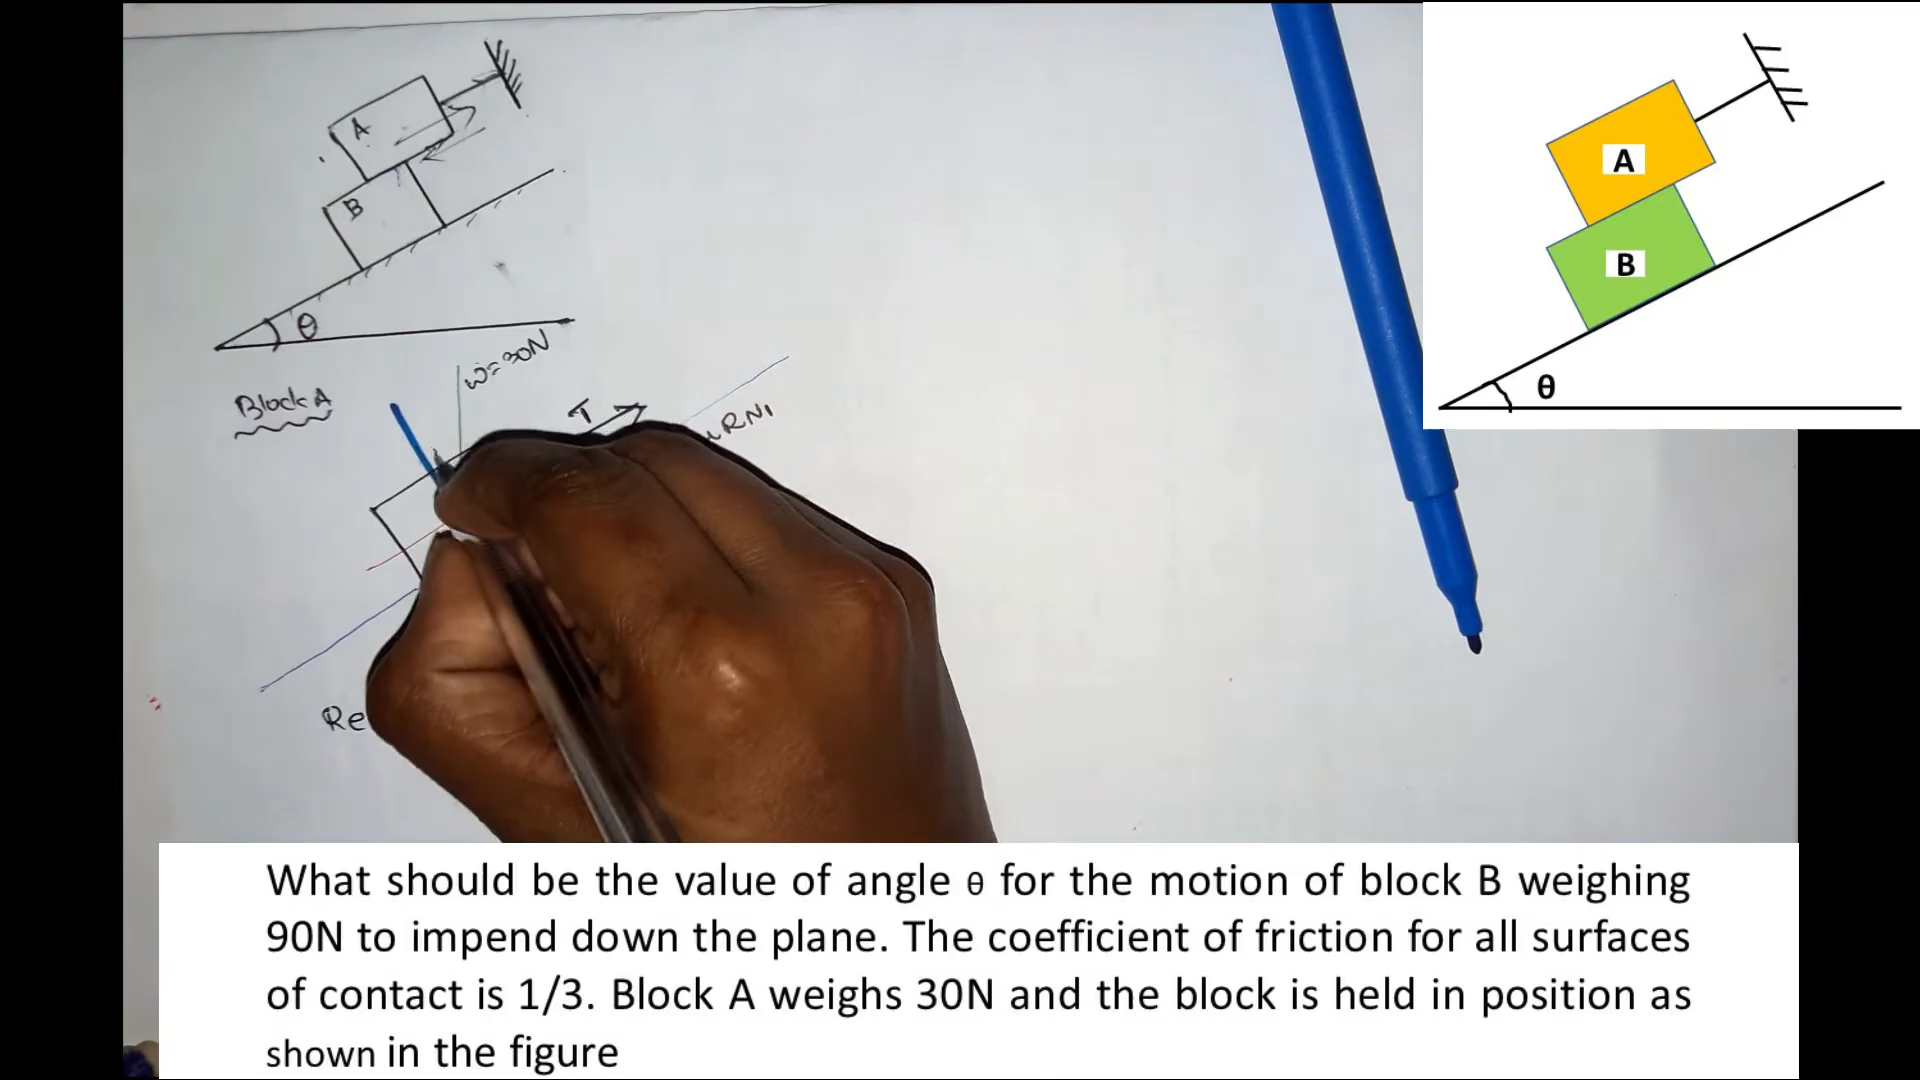 A
B
θ
Block A
W=30N
T
RN₁
Re
A
B
θ
What should be the value of angle θ for the motion of block B weighing
90N to impend down the plane. The coefficient of friction for all surfaces
of contact is 1/3. Block A weighs 30N and the block is held in position as
shown in the figure